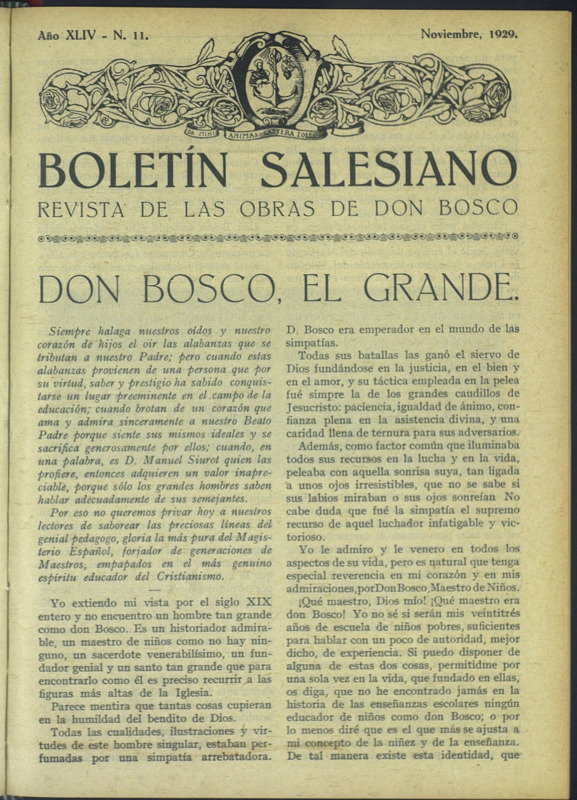 Año XLIV - N. 11.
Noviembre, 1929.
DA MIHI ANIMAS CÆTERA TOLLE
BOLETÍN SALESIANO
REVISTA DE LAS OBRAS DE DON BOSCO
DON BOSCO, EL GRANDE.
Siempre halaga nuestros oídos y nuestro
corazón de hijos el oir las alabanzas que se
tributan a nuestro Padre; pero cuando estas
alabanzas provienen de una persona que por
su virtud, saber y prestigio ha sabido conquis-
tarse un lugar preeminente en el campo de la
educación; cuando brotan de un corazón que
ama y admira sinceramente a nuestro Beato
Padre porque siente sus mismos ideales y se
sacrifica generosamente por ellos; cuando, en
una palabra, es D. Manuel Siurot quien las
profiere, entonces adquieren un valor inapre-
ciable, porque sólo los grandes hombres saben
hablar adecuadamente de sus semejantes.
Por eso no queremos privar hoy a nuestros
lectores de saborear las preciosas líneas del
genial pedagogo, gloria la más pura del Magis-
terio Español, forjador de generaciones de
Maestros, empapados en el más genuino
espíritu educador del Cristianismo.
Yo extiendo mi vista por el siglo XIX
entero y no encuentro un hombre tan grande
como don Bosco. Es un historiador admira-
ble, un maestro de niños como no hay nin-
guno, un sacerdote venerabilísimo, un fun-
dador genial y un santo tan grande que para
encontrarlo como él es preciso recurrir a las
figuras más altas de la Iglesia.
Parece mentira que tantas cosas cupieran
en la humildad del bendito de Dios.
Todas las cualidades, ilustraciones y vir-
tudes de este hombre singular, estaban per-
fumadas por una simpatía arrebatadora.
D. Bosco era emperador en el mundo de las
simpatías.
Todas sus batallas las ganó el siervo de
Dios fundándose en la justicia, en el bien y
en el amor, y su táctica empleada en la pelea
fué simpre la de los grandes caudillos de
Jesucristo: paciencia, igualdad de ánimo, con-
fianza plena en la asistencia divina, y una
caridad llena de ternura para sus adversarios.
Además, como factor común que iluminaba
todos sus recursos en la lucha y en la vida,
peleaba con aquella sonrisa suya, tan ligada
a unos ojos irresistibles, que no se sabe si
sus labios miraban o sus ojos sonreían No
cabe duda que fué la simpatía el supremo
recurso de aquel luchador infatigable y vic-
torioso.
Yo le admiro y le venero en todos los
aspectos de su vida, pero es natural que tenga
especial reverencia en mi corazón y en mis
admiraciones, por Don Bosco, Maestro de Niños.
¡Qué maestro, Dios mío! ¡Qué maestro era
don Bosco! Yo no sé si serán mis veintitrés
años de escuela de niños pobres, suficientes
para hablar con un poco de autoridad, mejor
dicho, de experiencia. Si puedo disponer de
alguna de estas dos cosas, permitidme por
una sola vez en la vida, que fundado en ellas,
os diga, que no he encontrado jamás en la
historia de las enseñanzas escolares ningún
educador de niños como don Bosco; o por
lo menos diré que es el que más se ajusta a
mi concepto de la niñez y de la enseñanza.
De tal manera existe esta identidad, que